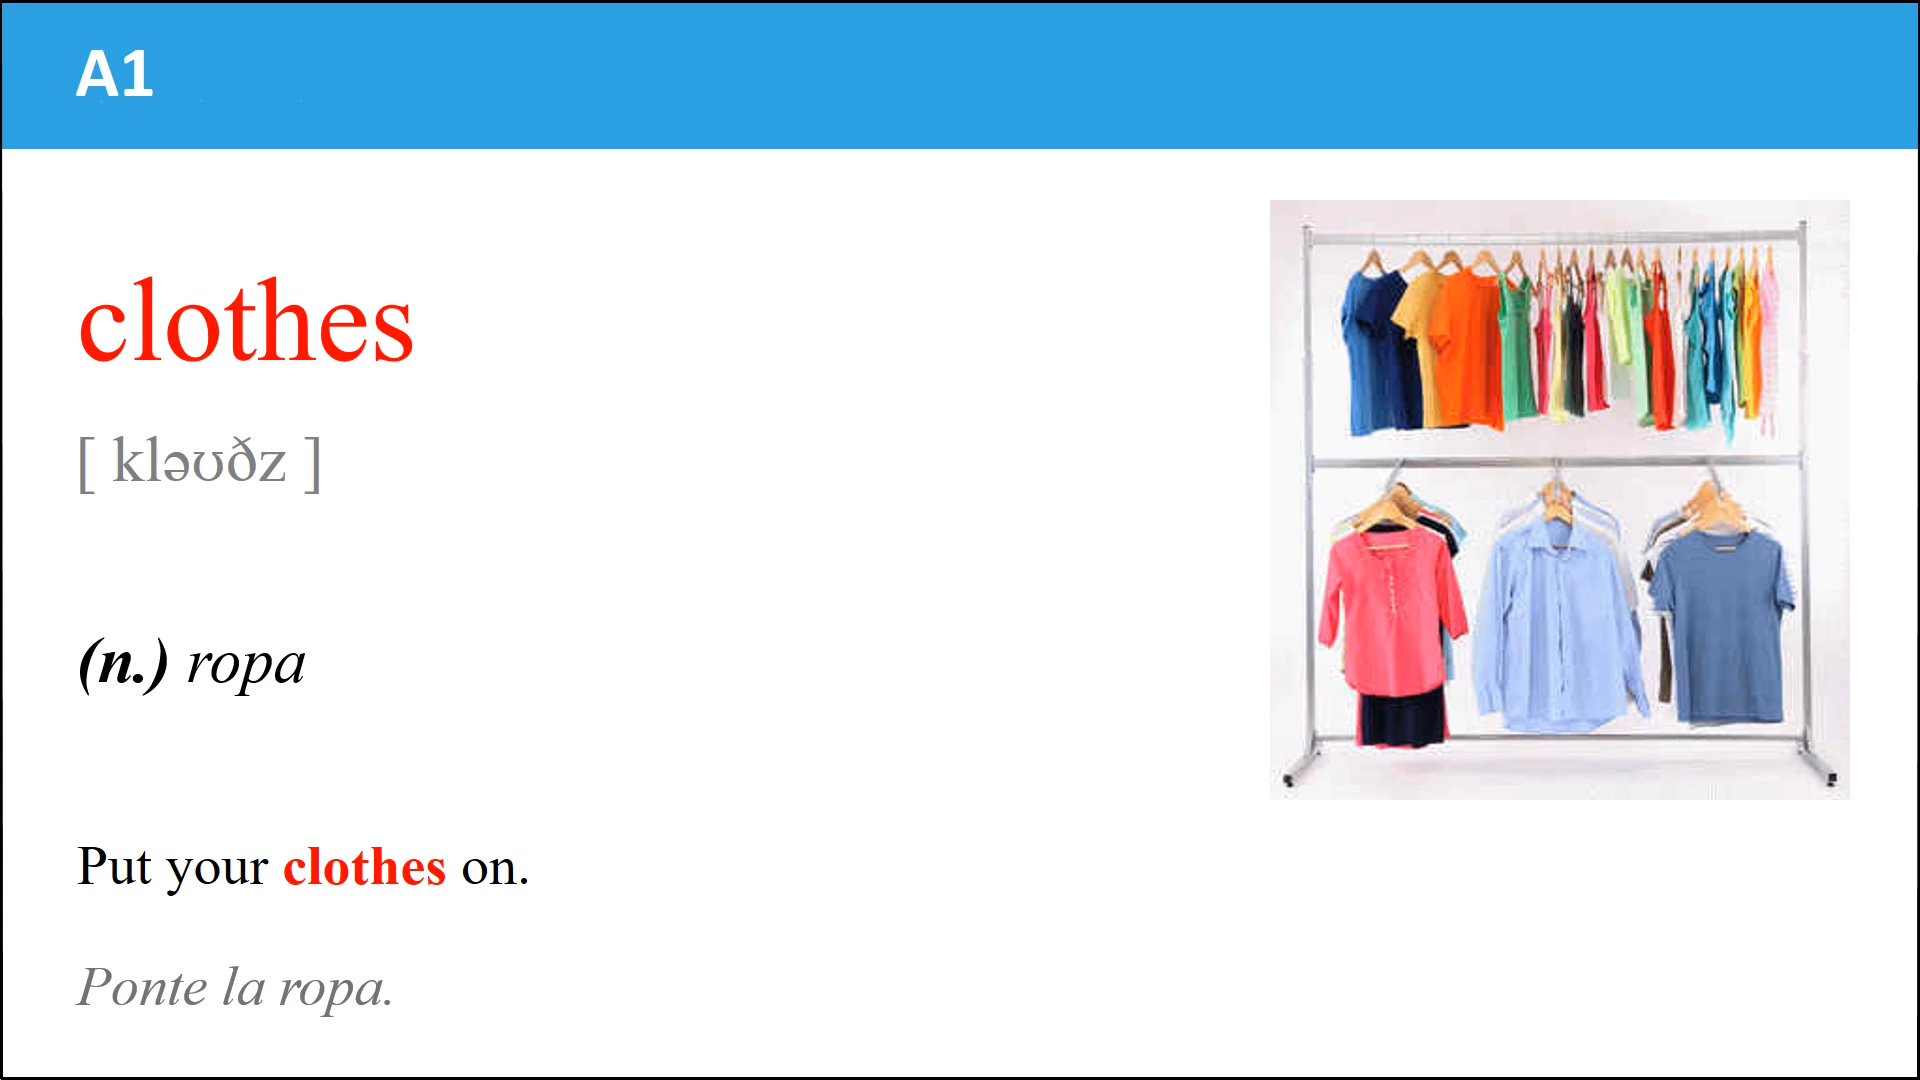 A1
clothes
[ kləʊðz ]
(n.) ropa
Put your clothes on.
Ponte la ropa.